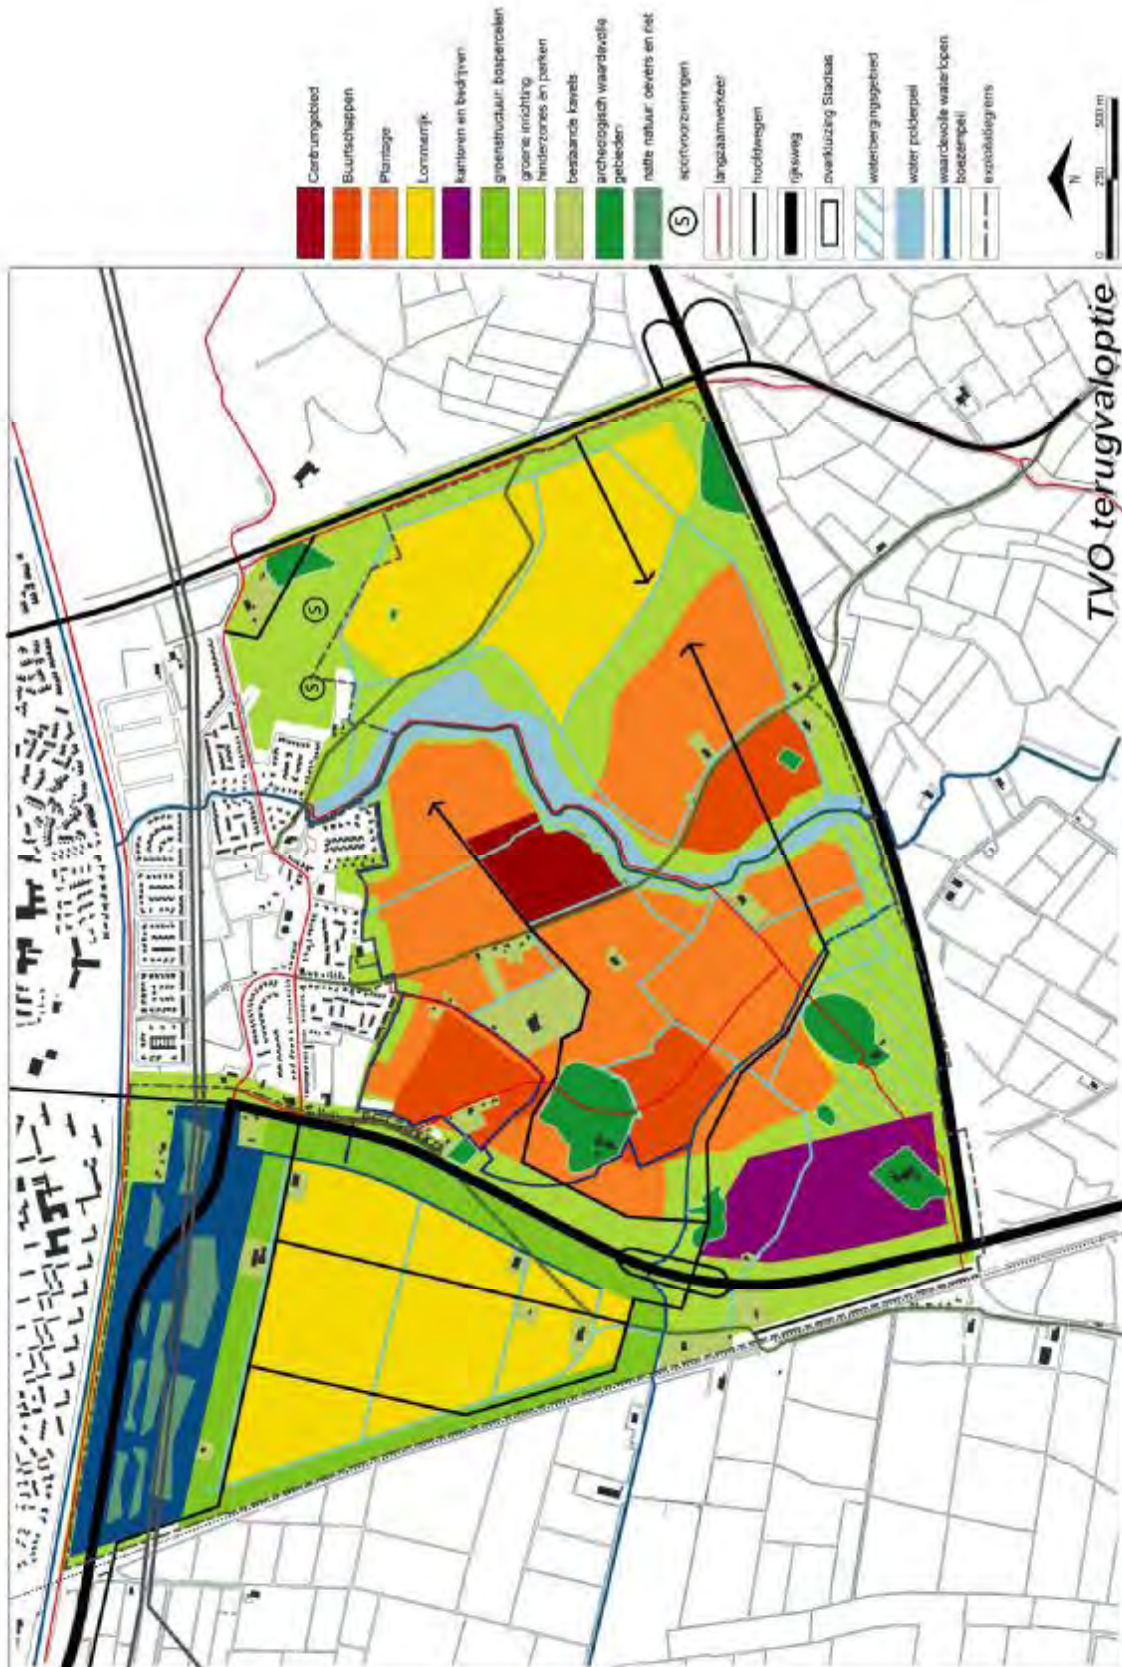 Centrumgebied
Buurtschappen
Plantage
Lommerrijk
kantoren en bedrijven
groenstructuur: bospercelen
groene inrichting
hinderzones en parken
bestaande kavels
archeologisch waardevolle
gebieden
natte natuur: oevers en riet
S
sportvoorzieningen
langzaamverkeer
hoofdwegen
rijksweg
overkluizing Stadsas
waterbergingsgebied
water polderpeil
waardevolle waterlopen
boezempeil
exploitatiegrens
N
0 250 500 m
S
S
TVO terugvaloptie